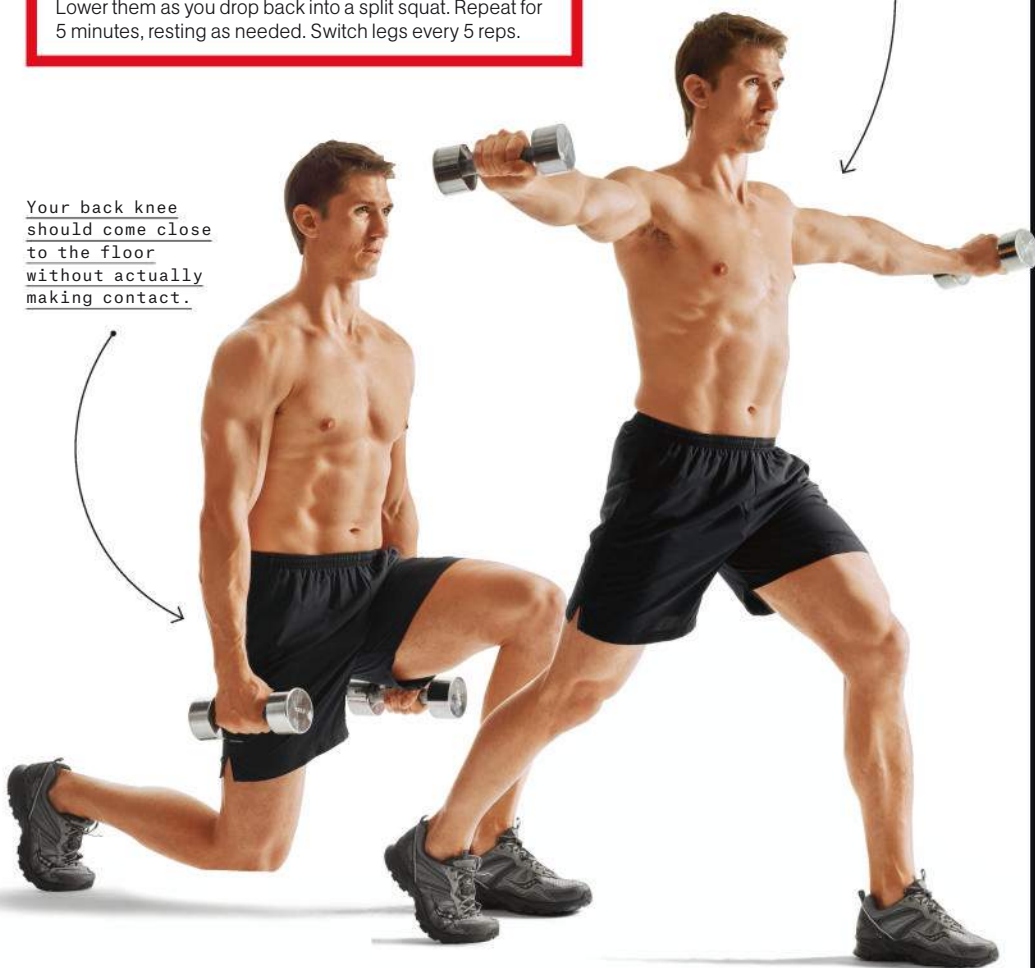 Lower them as you drop back into a split squat. Repeat for
5 minutes, resting as needed. Switch legs every 5 reps.
Your back knee
should come close
to the floor
without actually
making contact.